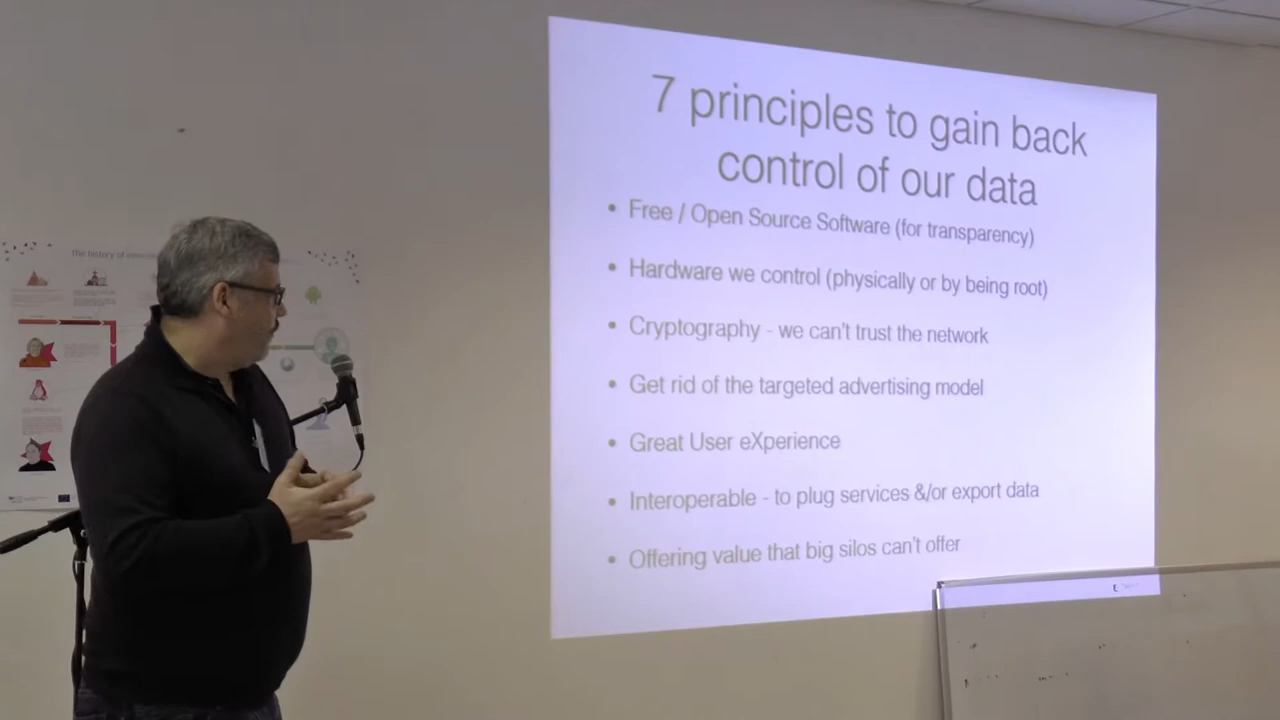 7 principles to gain back
control of our data
• Free / Open Source Software (for transparency)
• Hardware we control (physically or by being root)
• Cryptography - we can't trust the network
• Get rid of the targeted advertising model
• Great User eXperience
• Interoperable - to plug services &/or export data
• Offering value that big silos can't offer
The history of